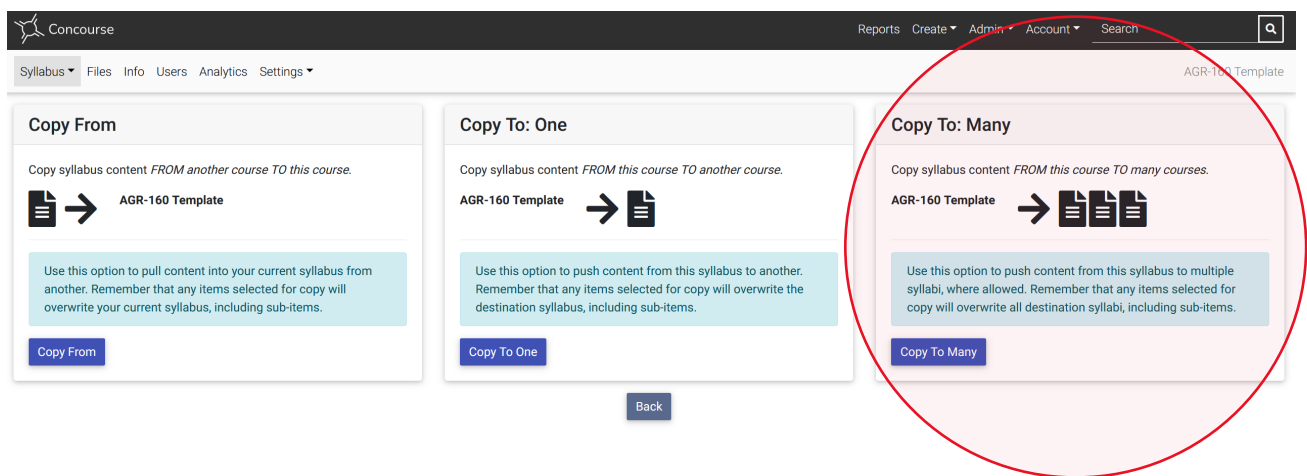 Concourse
Reports Create Admin Account Search
Syllabus Files Info Users Analytics Settings
AGR-160 Template
Copy From
Copy syllabus content FROM another course TO this course.
AGR-160 Template
Use this option to pull content into your current syllabus from
another. Remember that any items selected for copy will
overwrite your current syllabus, including sub-items.
Copy From
Copy To: One
Copy syllabus content FROM this course TO another course.
AGR-160 Template
Use this option to push content from this syllabus to another.
Remember that any items selected for copy will overwrite the
destination syllabus, including sub-items.
Copy To One
Copy To: Many
Copy syllabus content FROM this course TO many courses.
AGR-160 Template
Use this option to push content from this syllabus to multiple
syllabi, where allowed. Remember that any items selected for
copy will overwrite all destination syllabi, including sub-items.
Copy To Many
Back